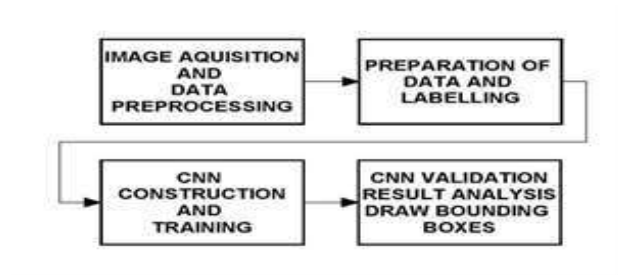 IMAGE AQUISITION
AND
DATA
PREPROCESSING
PREPARATION OF
DATA AND
LABELLING
CNN
CONSTRUCTION
AND
TRAINING
CNN VALIDATION
RESULT ANALYSIS
DRAW BOUNDING
BOXES